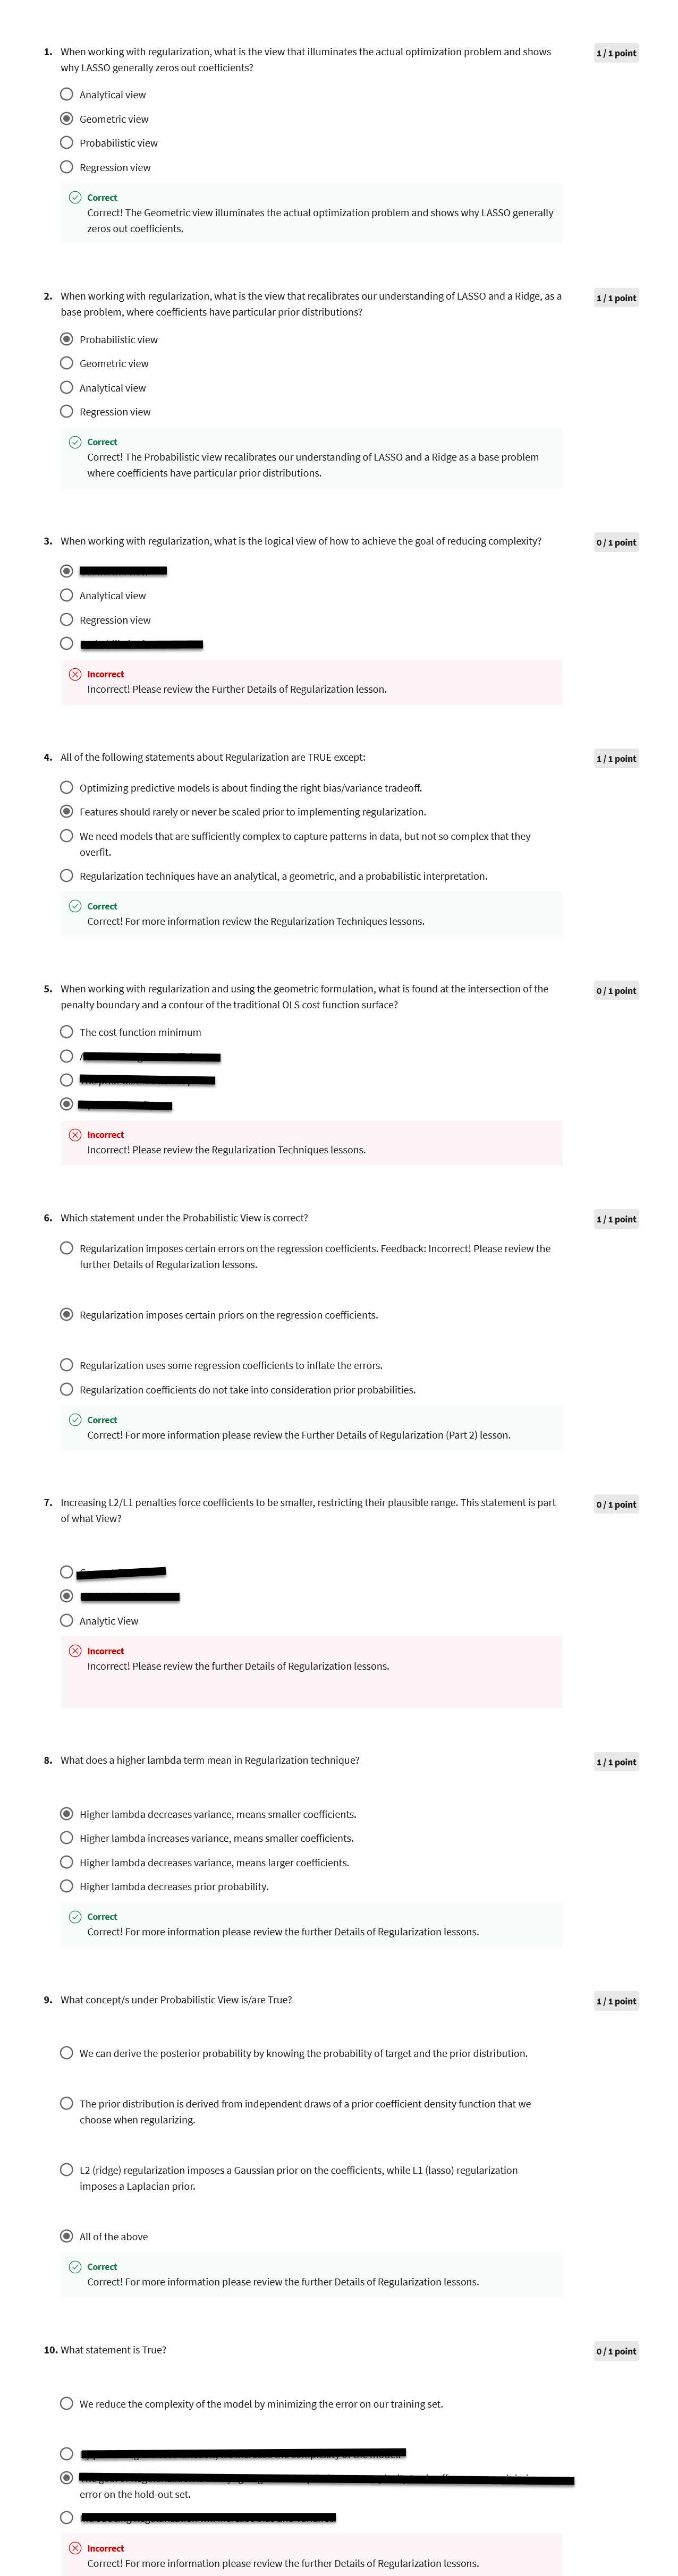 1. When working with regularization, what is the view that illuminates the actual optimization problem and shows
why LASSO generally zeros out coefficients?
1 / 1 point
Analytical view
Geometric view
Probabilistic view
Regression view
Correct
Correct! The Geometric view illuminates the actual optimization problem and shows why LASSO generally
zeros out coefficients.
2. When working with regularization, what is the view that recalibrates our understanding of LASSO and a Ridge, as a
base problem, where coefficients have particular prior distributions?
1 / 1 point
Probabilistic view
Geometric view
Analytical view
Regression view
Correct
Correct! The Probabilistic view recalibrates our understanding of LASSO and a Ridge as a base problem
where coefficients have particular prior distributions.
3. When working with regularization, what is the logical view of how to achieve the goal of reducing complexity?
0 / 1 point
Analytical view
Regression view
Incorrect
Incorrect! Please review the Further Details of Regularization lesson.
4. All of the following statements about Regularization are TRUE except:
1 / 1 point
Optimizing predictive models is about finding the right bias/variance tradeoff.
Features should rarely or never be scaled prior to implementing regularization.
We need models that are sufficiently complex to capture patterns in data, but not so complex that they
overfit.
Regularization techniques have an analytical, a geometric, and a probabilistic interpretation.
Correct
Correct! For more information review the Regularization Techniques lessons.
5. When working with regularization and using the geometric formulation, what is found at the intersection of the
penalty boundary and a contour of the traditional OLS cost function surface?
0 / 1 point
The cost function minimum
Incorrect
Incorrect! Please review the Regularization Techniques lessons.
6. Which statement under the Probabilistic View is correct?
1 / 1 point
Regularization imposes certain errors on the regression coefficients. Feedback: Incorrect! Please review the
further Details of Regularization lessons.
Regularization imposes certain priors on the regression coefficients.
Regularization uses some regression coefficients to inflate the errors.
Regularization coefficients do not take into consideration prior probabilities.
Correct
Correct! For more information please review the Further Details of Regularization (Part 2) lesson.
7. Increasing L2/L1 penalties force coefficients to be smaller, restricting their plausible range. This statement is part
of what View?
0 / 1 point
Analytic View
Incorrect
Incorrect! Please review the further Details of Regularization lessons.
8. What does a higher lambda term mean in Regularization technique?
1 / 1 point
Higher lambda decreases variance, means smaller coefficients.
Higher lambda increases variance, means smaller coefficients.
Higher lambda decreases variance, means larger coefficients.
Higher lambda decreases prior probability.
Correct
Correct! For more information please review the further Details of Regularization lessons.
9. What concept/s under Probabilistic View is/are True?
1 / 1 point
We can derive the posterior probability by knowing the probability of target and the prior distribution.
The prior distribution is derived from independent draws of a prior coefficient density function that we
choose when regularizing.
L2 (ridge) regularization imposes a Gaussian prior on the coefficients, while L1 (lasso) regularization
imposes a Laplacian prior.
All of the above
Correct
Correct! For more information please review the further Details of Regularization lessons.
10. What statement is True?
0 / 1 point
We reduce the complexity of the model by minimizing the error on our training set.
error on the hold-out set.
Incorrect
Correct! For more information please review the further Details of Regularization lessons.